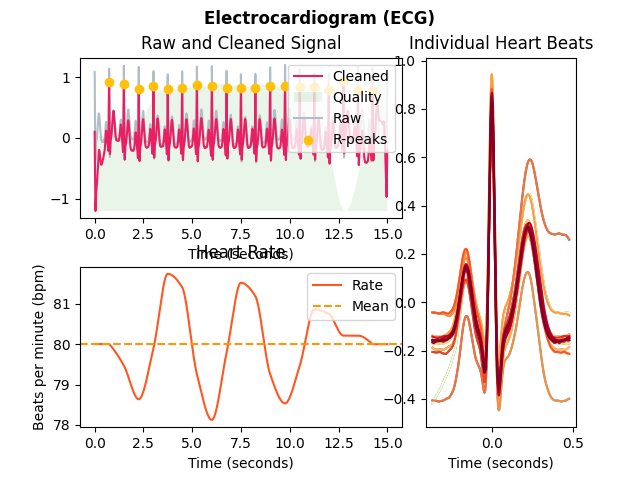 Electrocardiogram (ECG)
Raw and Cleaned Signal
1
0
−1
Cleaned
Quality
Raw
R-peaks
0.0 2.5 5.0 7.5 10.0 12.5 15.0
Time (seconds)
Heart Rate
Beats per minute (bpm)
81
80
79
78
Rate
Mean
0.0 2.5 5.0 7.5 10.0 12.5 15.0
Time (seconds)
Individual Heart Beats
1.0
0.8
0.6
0.4
0.2
0.0
−0.2
−0.4
0.0 0.5
Time (seconds)